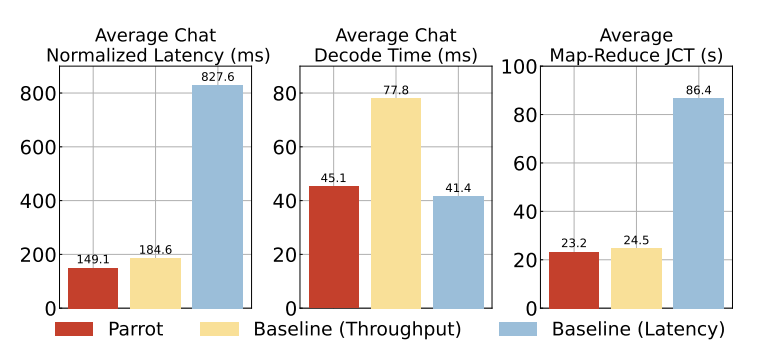 Average Chat
Normalized Latency (ms)
800
600
400
200
0
149.1
184.6
827.6
Average Chat
Decode Time (ms)
80
60
40
20
0
45.1
77.8
41.4
Average
Map-Reduce JCT (s)
100
80
60
40
20
0
23.2
24.5
86.4
Parrot
Baseline (Throughput)
Baseline (Latency)